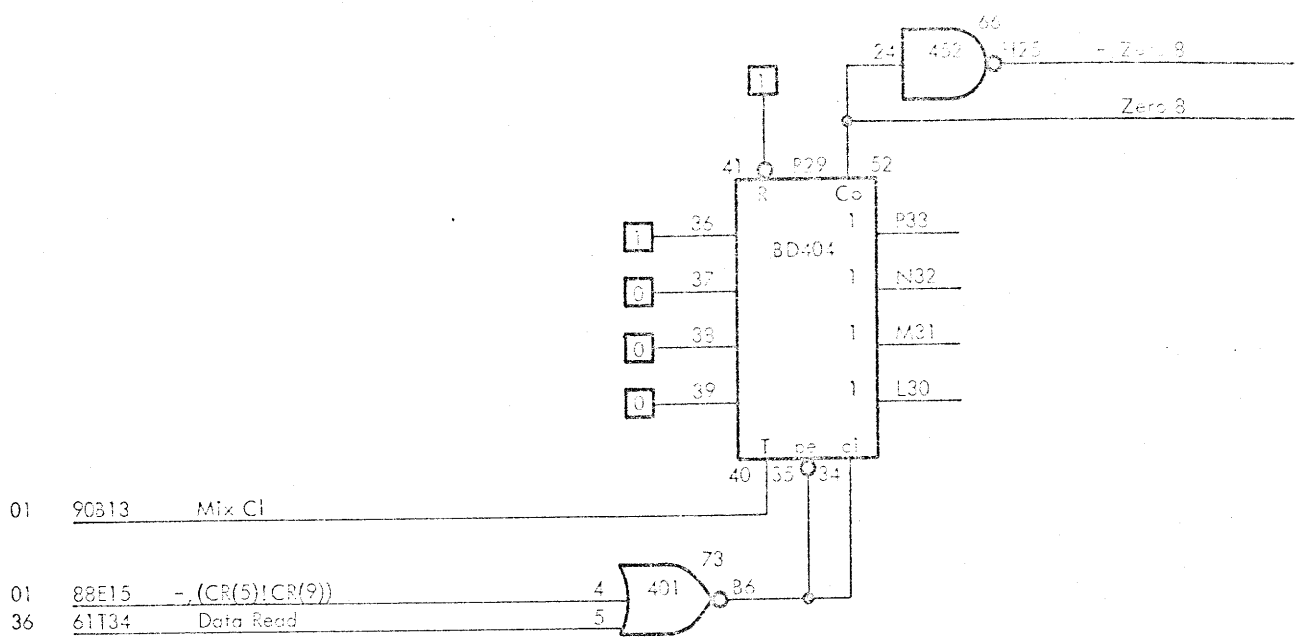 66
24 452 H25 -, Zero 8
1
Zero 8
41 P29 52
R Co
1 36 1 P33
BD404
0 37 1 N32
0 38 1 M31
0 39 1 L30
T pe ci
40 35 34
01 90B13 Mix Cl
73
01 88E15 -,(CR(5)!CR(9)) 4 401 B6
36 61T34 Data Read 5